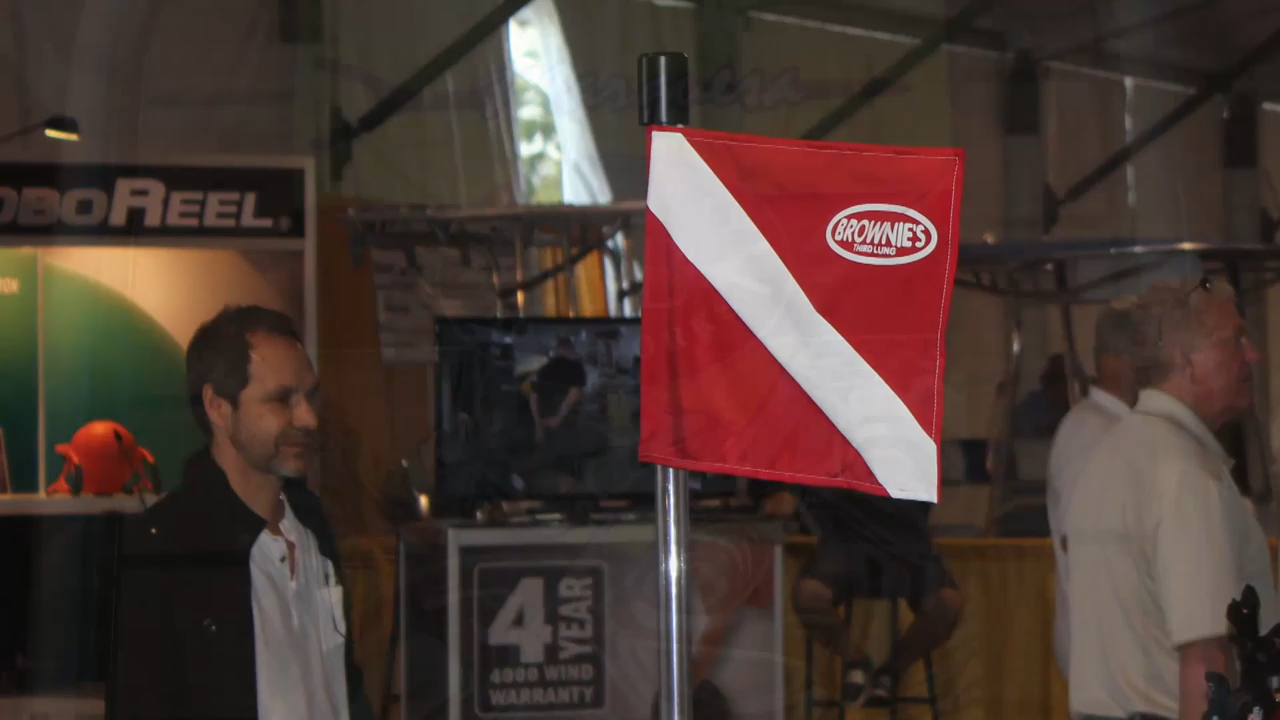 OBOREEL®
BROWNIE'S
THIRD LUNG
4 YEAR
4000 WIND
WARRANTY